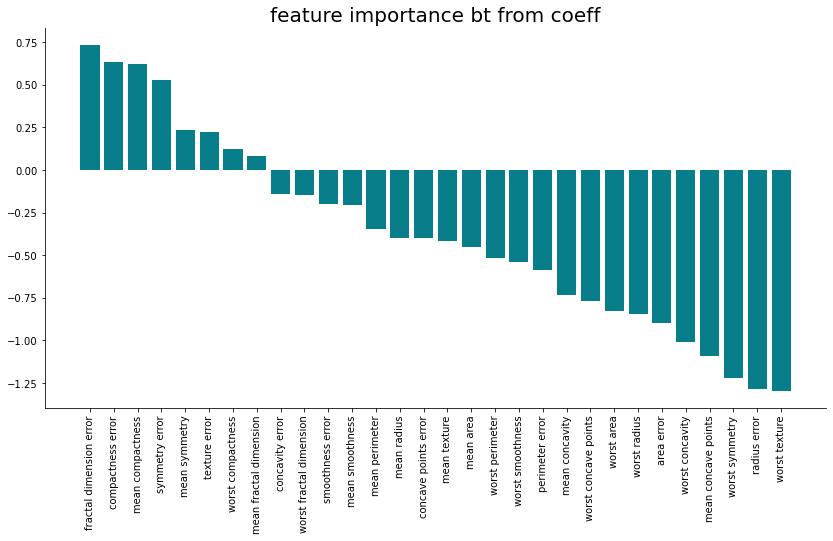 feature importance bt from coeff
0.75
0.50
0.25
0.00
−0.25
−0.50
−0.75
−1.00
−1.25
fractal dimension error
compactness error
mean compactness
symmetry error
mean symmetry
texture error
worst compactness
mean fractal dimension
concavity error
worst fractal dimension
smoothness error
mean smoothness
mean perimeter
mean radius
concave points error
mean texture
mean area
worst perimeter
worst smoothness
perimeter error
mean concavity
worst concave points
worst area
worst radius
area error
worst concavity
mean concave points
worst symmetry
radius error
worst texture